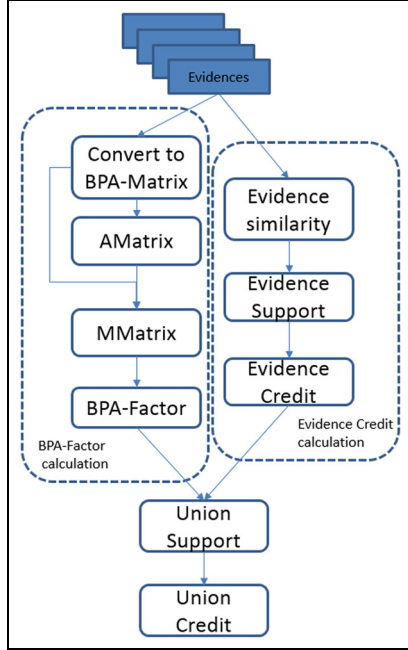 Evidences
Convert to
BPA-Matrix
AMatrix
MMatrix
BPA-Factor
BPA-Factor
calculation
Evidence
similarity
Evidence
Support
Evidence
Credit
Evidence Credit
calculation
Union
Support
Union
Credit